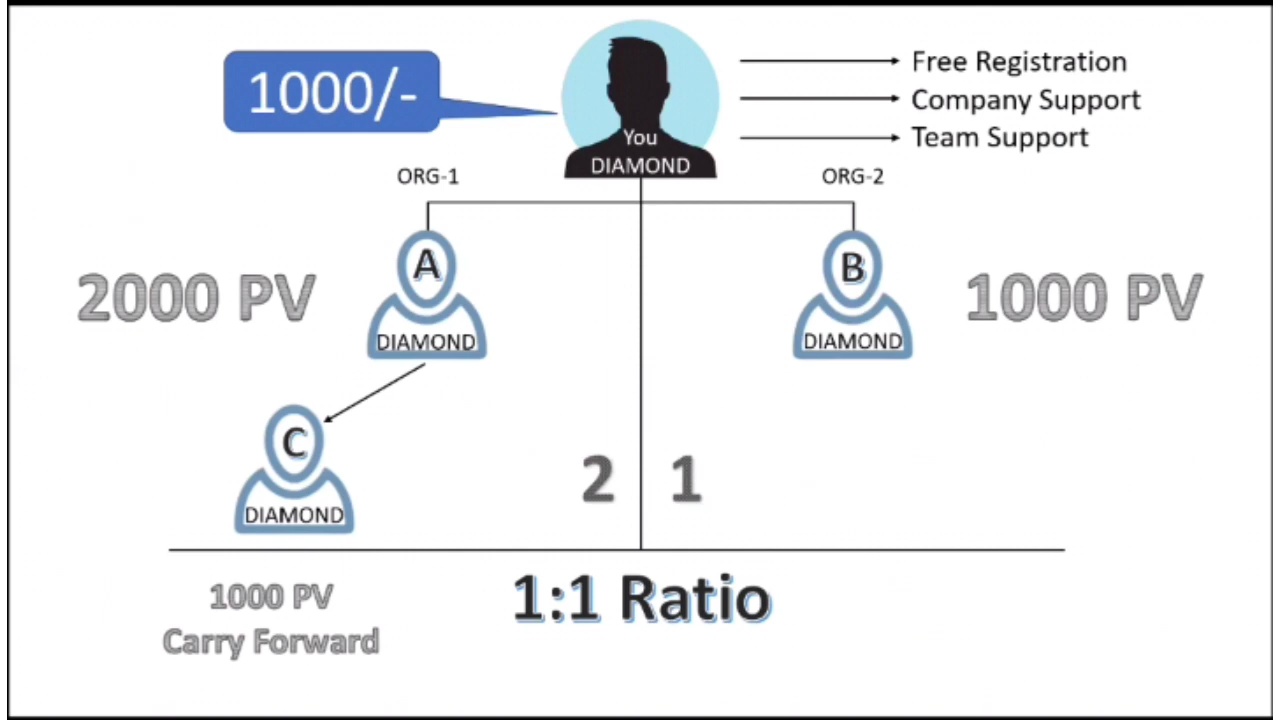 1000/-
You
DIAMOND
Free Registration
Company Support
Team Support
ORG-1
ORG-2
2000 PV
A
DIAMOND
B
DIAMOND
1000 PV
C
DIAMOND
2
1
1:1 Ratio
1000 PV
Carry Forward